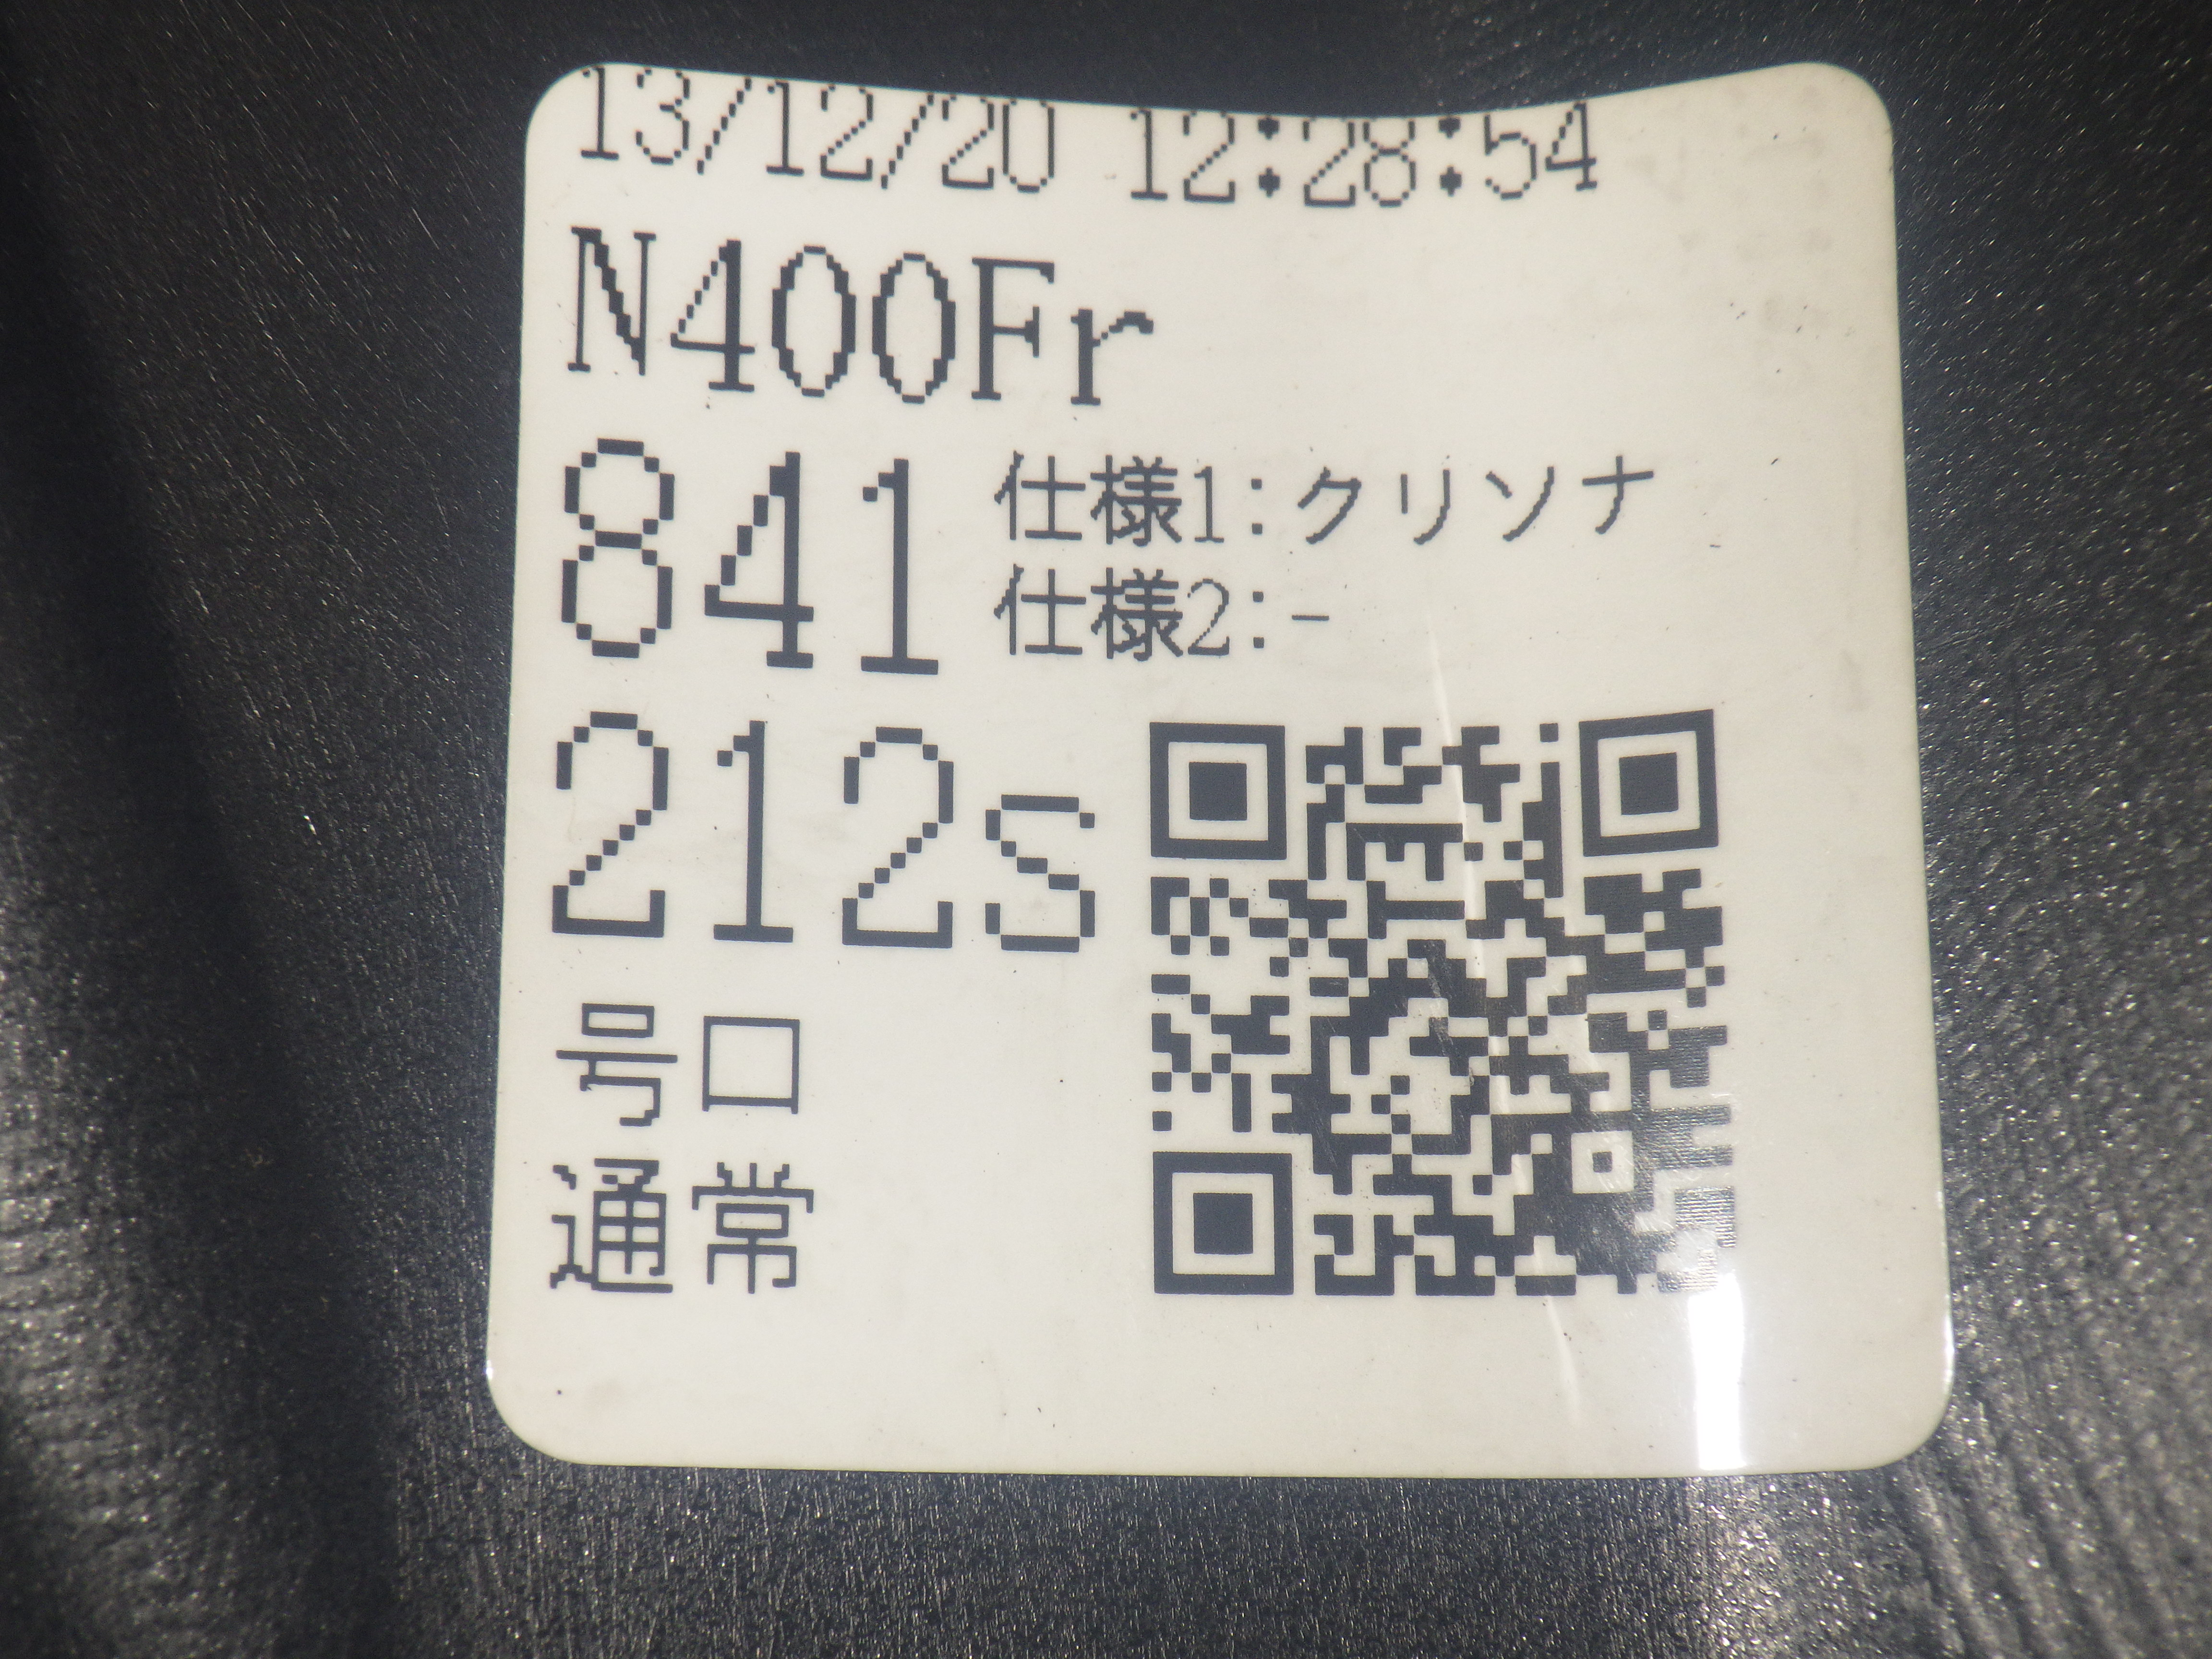 13/12/20 12:28:54
N400Fr
841
仕様1:クリソナ
仕様2:-
212s
号口
通常